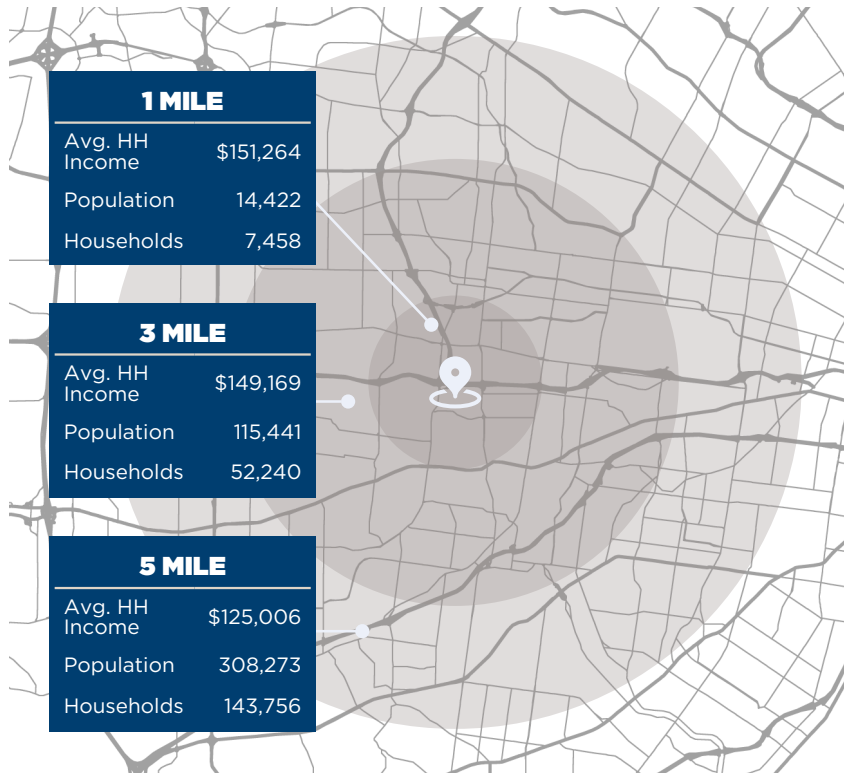 1 MILE
Avg. HH
Income $151,264
Population 14,422
Households 7,458
3 MILE
Avg. HH
Income $149,169
Population 115,441
Households 52,240
5 MILE
Avg. HH
Income $125,006
Population 308,273
Households 143,756